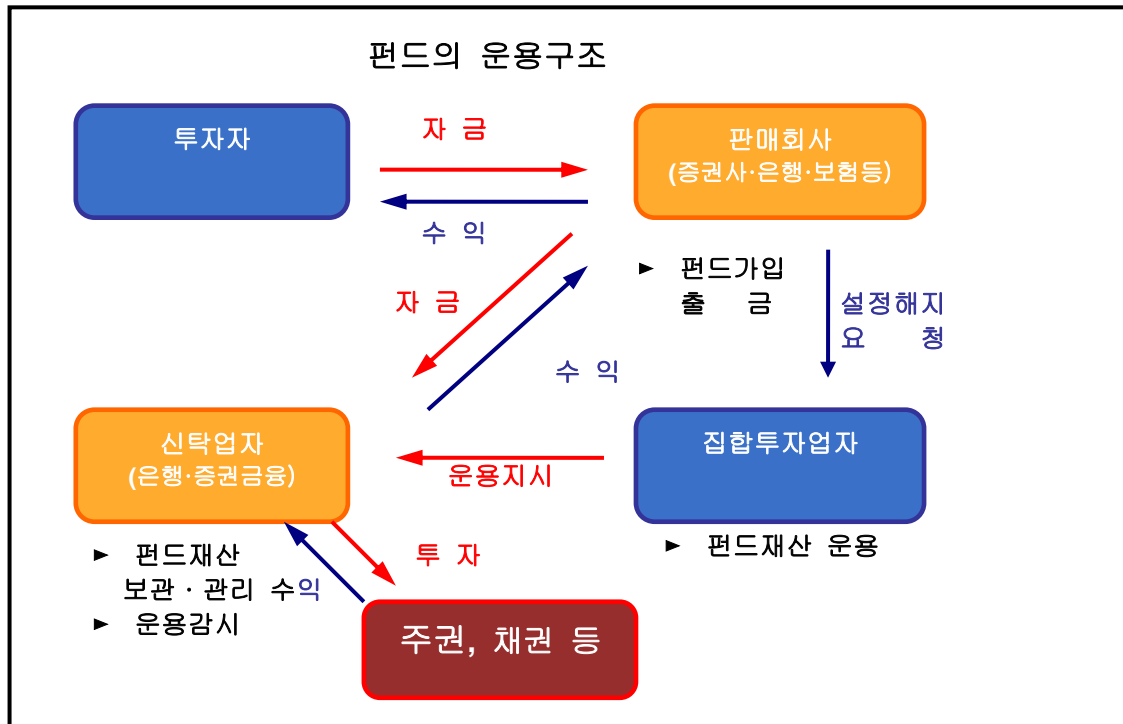 펀드의 운용구조
투자자
자 금
판매회사
(증권사·은행·보험등)
수 익
► 펀드가입
출 금
설정해지
요 청
자 금
수 익
신탁업자
(은행·증권금융)
운용지시
집합투자업자
► 펀드재산
보관 · 관리 수익
► 운용감시
투 자
► 펀드재산 운용
주권, 채권 등